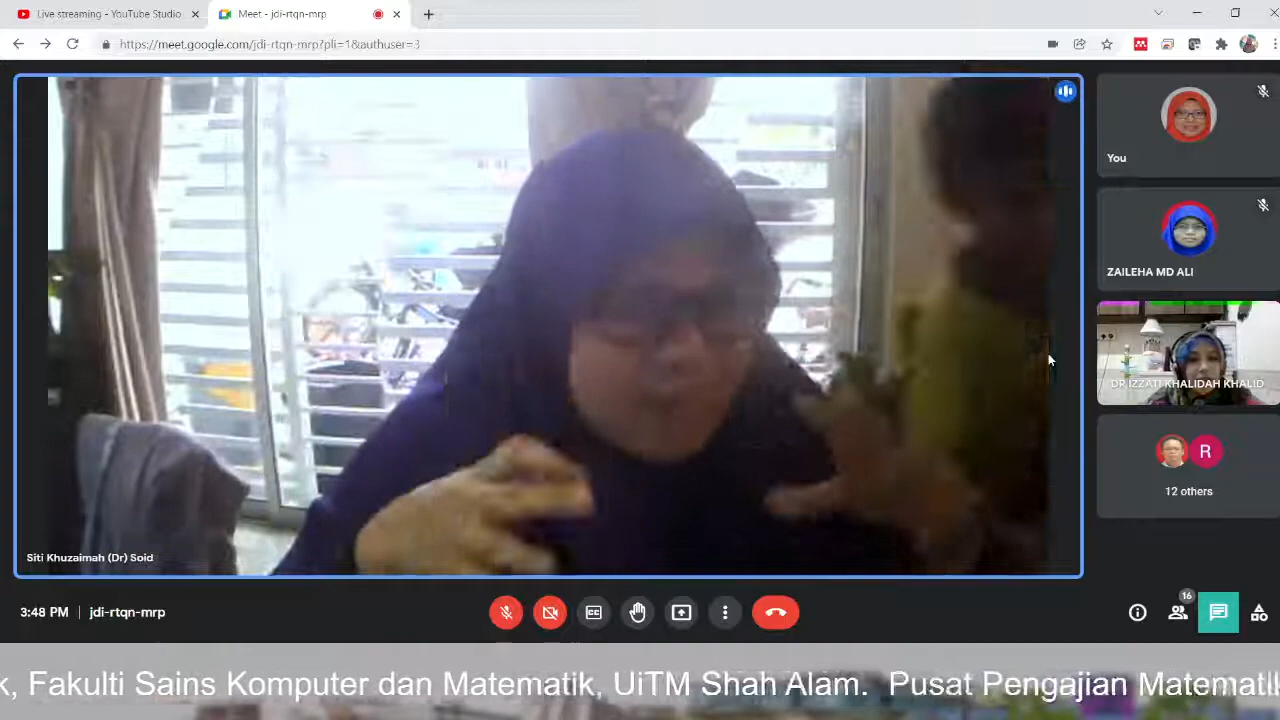 Live streaming - YouTube Studio
Meet - jdi-rtqn-mrp
https://meet.google.com/jdi-rtqn-mrp?pli=1&authuser=3
You
ZAILEHA MD ALI
DR IZZATI KHALIDAH KHALID
R
12 others
Siti Khuzaimah (Dr) Soid
3:48 PM | jdi-rtqn-mrp
16
k, Fakulti Sains Komputer dan Matematik, UiTM Shah Alam. Pusat Pengajian Matemati